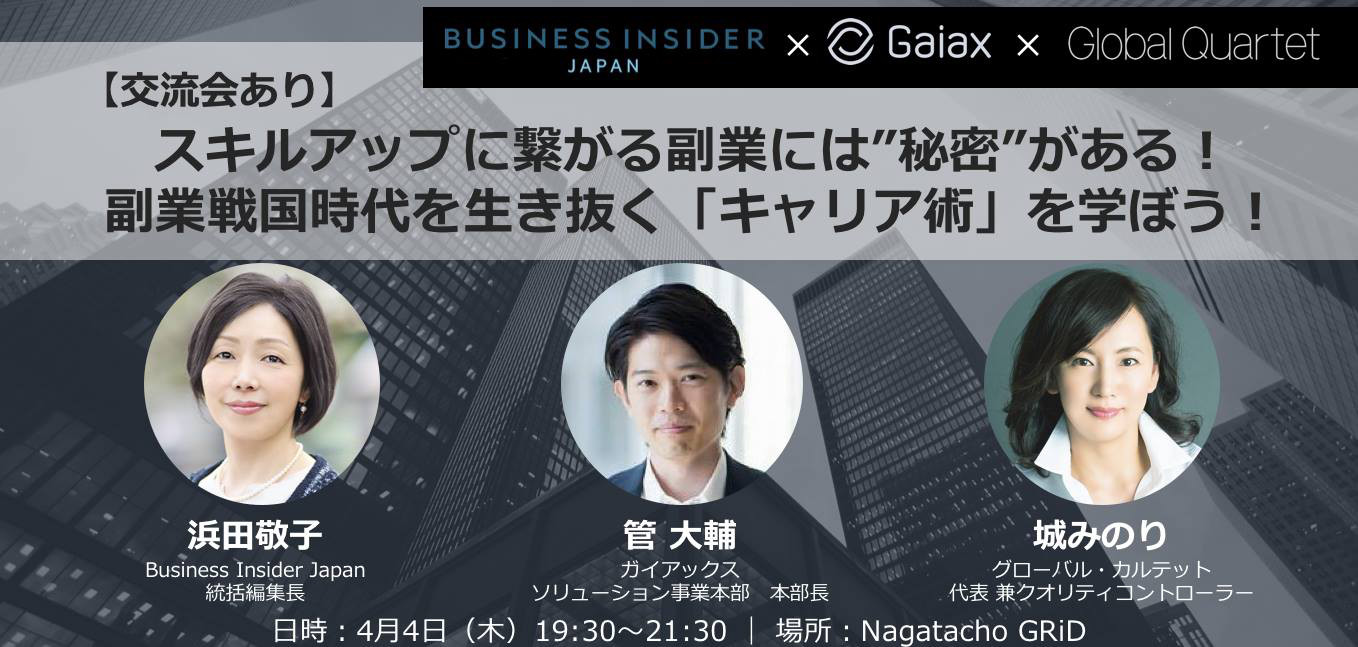 BUSINESS INSIDER JAPAN × Gaiax × Global Quartet
【交流会あり】
スキルアップに繋がる副業には”秘密”がある！
副業戦国時代を生き抜く「キャリア術」を学ぼう！
浜田敬子
Business Insider Japan
統括編集長
管 大輔
ガイアックス
ソリューション事業本部　本部長
城みのり
グローバル・カルテット
代表 兼クオリティコントローラー
日時：4月4日（木）19:30～21:30 ｜ 場所：Nagatacho GRiD